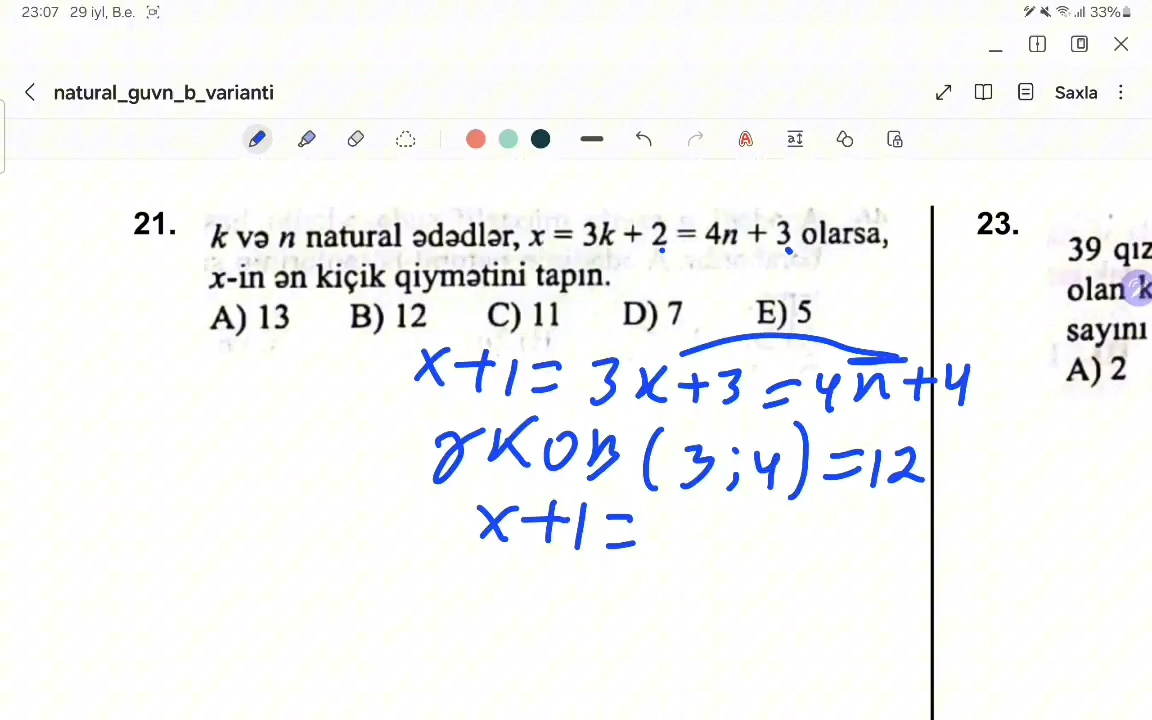 23:07 29 iyl, B.e.
33%
natural_guvn_b_varianti
Saxla
21.
k və n natural ədədlər, x = 3k + 2 = 4n + 3 olarsa,
x-in ən kiçik qiymətini tapın.
A) 13 B) 12 C) 11 D) 7 E) 5
x+1= 3k+3=4n+4
ƏKOB (3;4)=12
x+1=
23.
39 qız
olan k
sayını
A) 2